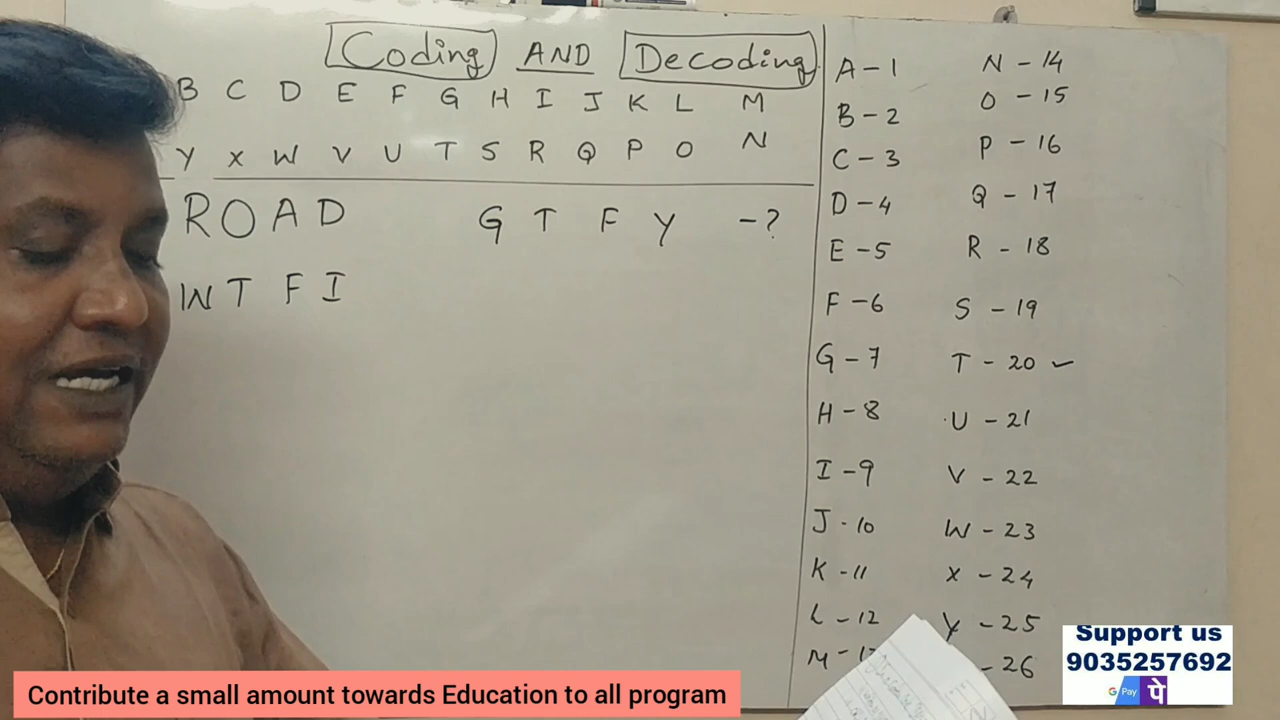 Coding AND Decoding
B C D E F G H I J K L M
Y X W V U T S R Q P O N
ROAD G T F Y -?
W T F I
A - 1
B - 2
C - 3
D - 4
E - 5
F - 6
G - 7
H - 8
I - 9
J - 10
K - 11
L - 12
M - 1
N - 14
O - 15
P - 16
Q - 17
R - 18
S - 19
T - 20 ✓
U - 21
V - 22
W - 23
X - 24
Y - 25
- 26
Support us
9035257692
G Pay पे
Contribute a small amount towards Education to all program